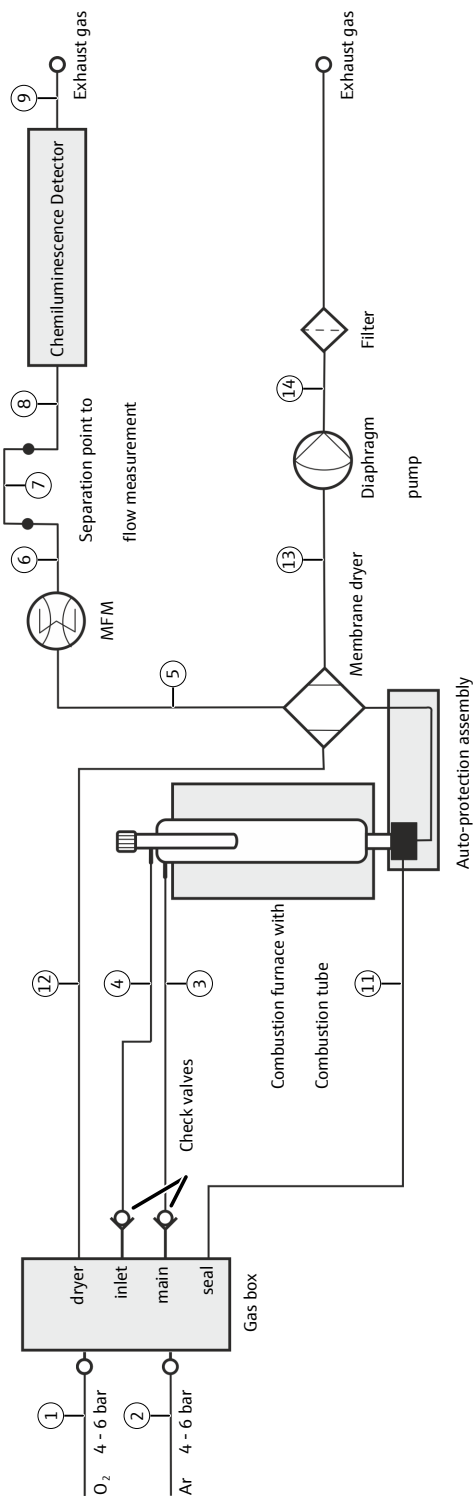 1
O₂ 4 - 6 bar
2
Ar 4 - 6 bar
dryer
inlet
main
seal
Gas box
Check valves
12
4
3
11
Combustion furnace with
Combustion tube
Auto-protection assembly
5
Membrane dryer
MFM
6
7
8
Separation point to
flow measurement
Chemiluminescence Detector
9
Exhaust gas
13
Diaphragm
pump
14
Filter
Exhaust gas